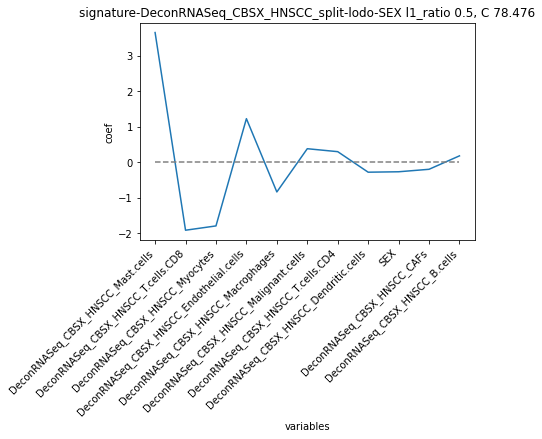 signature-DeconRNASeq_CBSX_HNSCC_split-lodo-SEX l1_ratio 0.5, C 78.476
3
2
1
0
−1
−2
coef
DeconRNASeq_CBSX_HNSCC_Mast.cells
DeconRNASeq_CBSX_HNSCC_T.cells.CD8
DeconRNASeq_CBSX_HNSCC_Myocytes
DeconRNASeq_CBSX_HNSCC_Endothelial.cells
DeconRNASeq_CBSX_HNSCC_Macrophages
DeconRNASeq_CBSX_HNSCC_Malignant.cells
DeconRNASeq_CBSX_HNSCC_T.cells.CD4
DeconRNASeq_CBSX_HNSCC_Dendritic.cells
SEX
DeconRNASeq_CBSX_HNSCC_CAFs
DeconRNASeq_CBSX_HNSCC_B.cells
variables